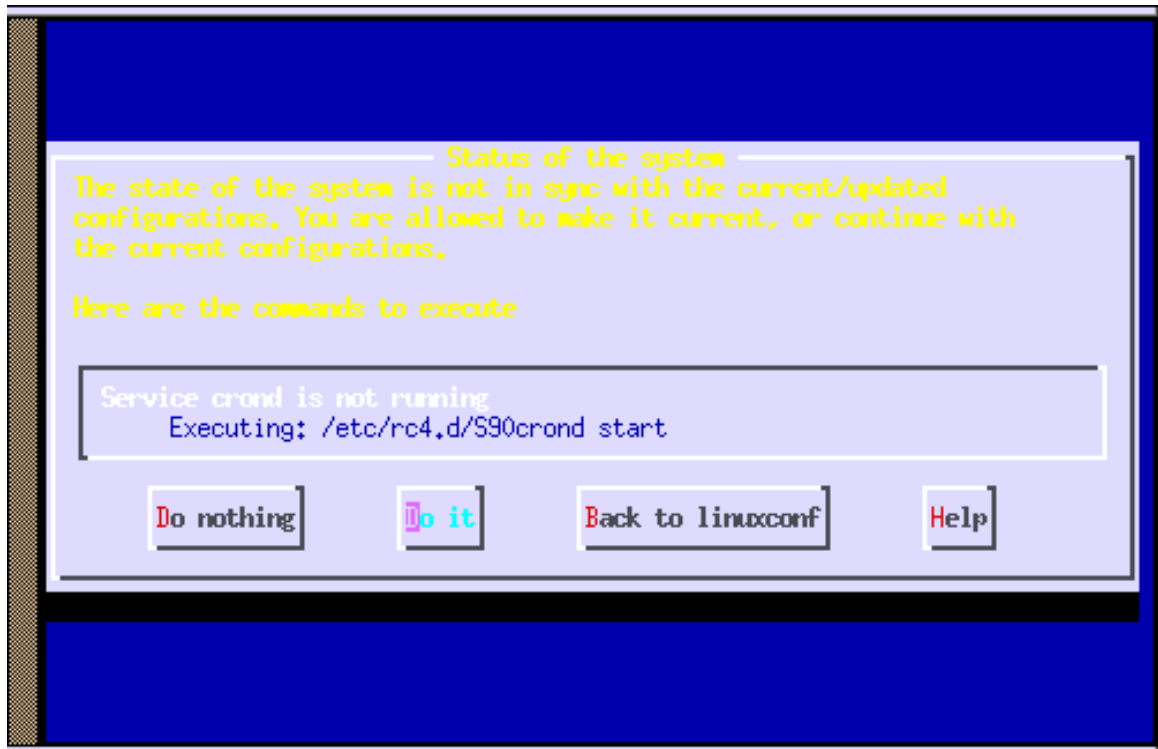 Status of the system
The state of the system is not in sync with the current/updated
configurations. You are allowed to make it current, or continue with
the current configurations.
Here are the commands to execute
Service crond is not running
Executing: /etc/rc4.d/S90crond start
Do nothing Do it Back to linuxconf Help